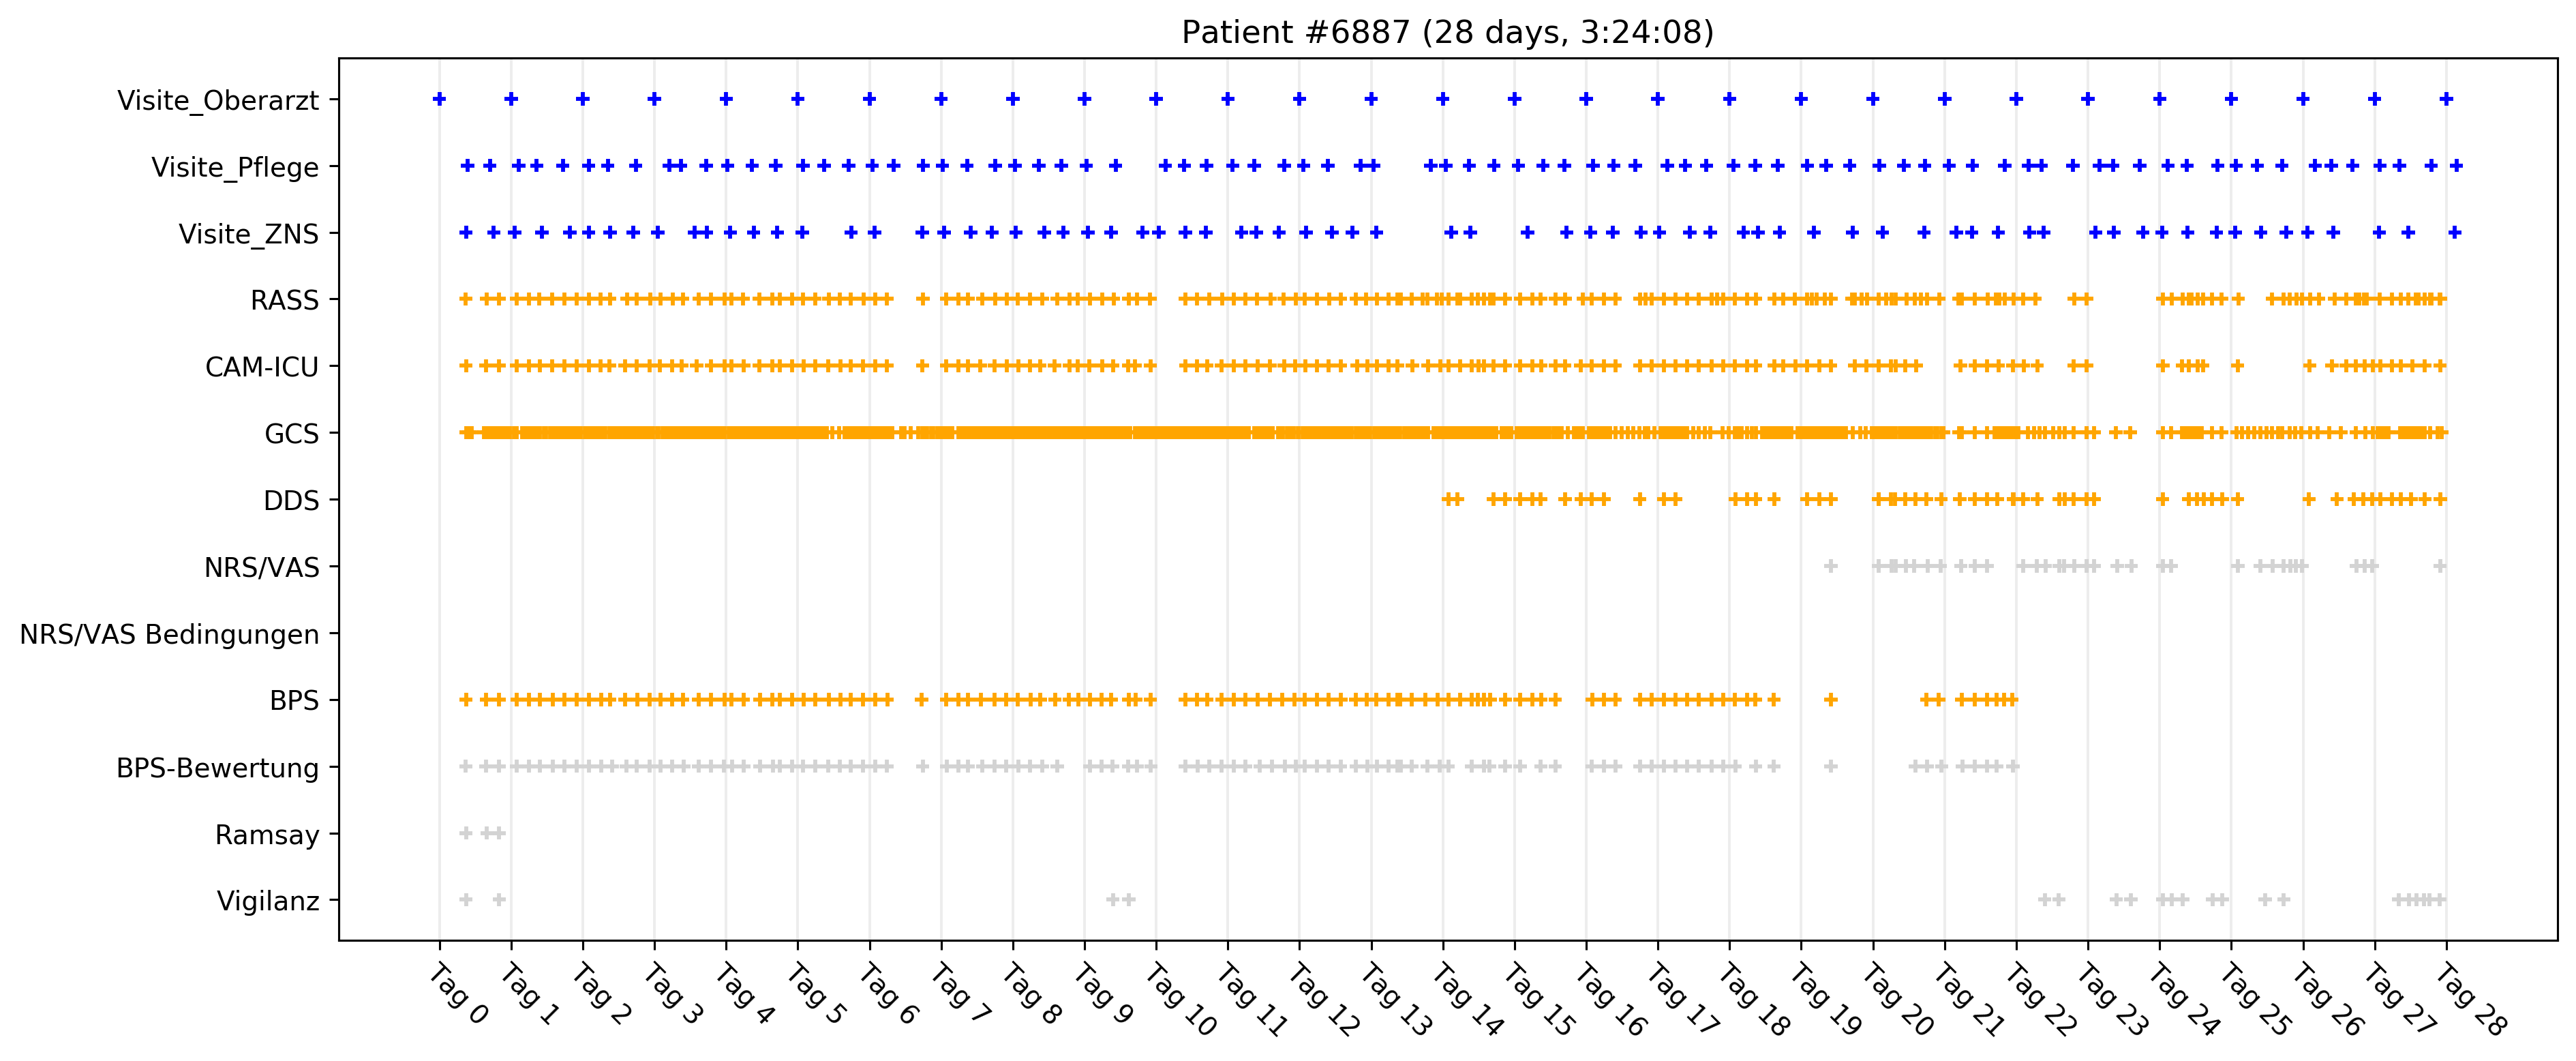 Patient #6887 (28 days, 3:24:08)
Visite_Oberarzt
Visite_Pflege
Visite_ZNS
RASS
CAM-ICU
GCS
DDS
NRS/VAS
NRS/VAS Bedingungen
BPS
BPS-Bewertung
Ramsay
Vigilanz
Tag 0
Tag 1
Tag 2
Tag 3
Tag 4
Tag 5
Tag 6
Tag 7
Tag 8
Tag 9
Tag 10
Tag 11
Tag 12
Tag 13
Tag 14
Tag 15
Tag 16
Tag 17
Tag 18
Tag 19
Tag 20
Tag 21
Tag 22
Tag 23
Tag 24
Tag 25
Tag 26
Tag 27
Tag 28